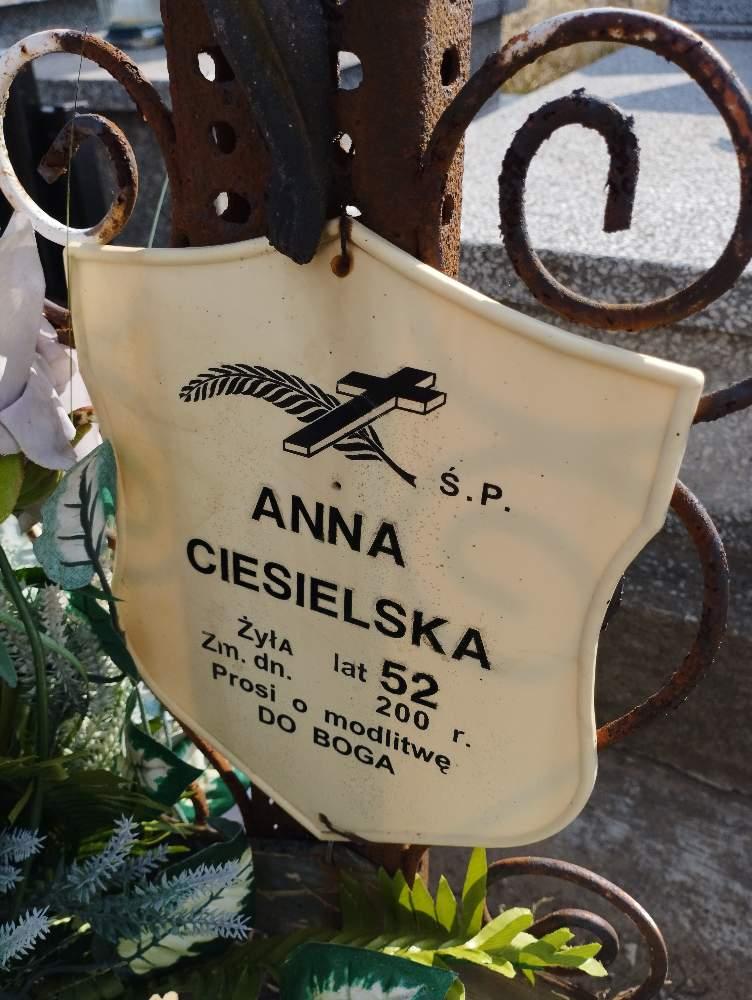 Ś.P.
ANNA
CIESIELSKA
ŻyłA lat 52
Zm. dn. 200 r.
Prosi o modlitwę
DO BOGA